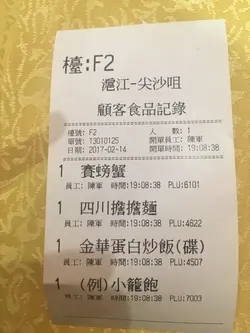 檯:F2
滬江-尖沙咀
顧客食品記錄
檯號: F2 人 數: 1
單號: 13010125 開單員工: 陳軍
日期: 2017-02-14 開單時間: 19:08:38
1 賽螃蟹
員工: 陳軍 時間:19:08:38 PLU:6101
1 四川擔擔麵
員工: 陳軍 時間:19:08:38 PLU:4622
1 金華蛋白炒飯(碟)
員工: 陳軍 時間:19:08:38 PLU:4507
1 (例)小籠飽
員工: 陳軍 時間:19:08:38 PLU:7003